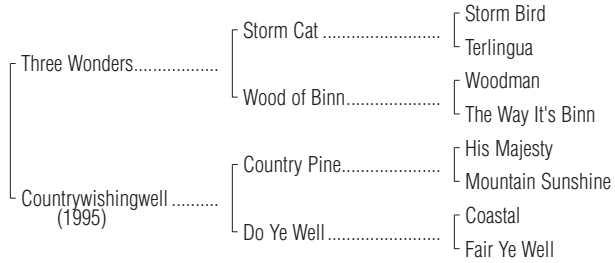 Storm Bird
Storm Cat ........................
Terlingua
Three Wonders.................
Woodman
Wood of Binn...................
The Way It's Binn
His Majesty
Country Pine....................
Mountain Sunshine
Countrywishingwell .........
(1995)
Coastal
Do Ye Well .......................
Fair Ye Well